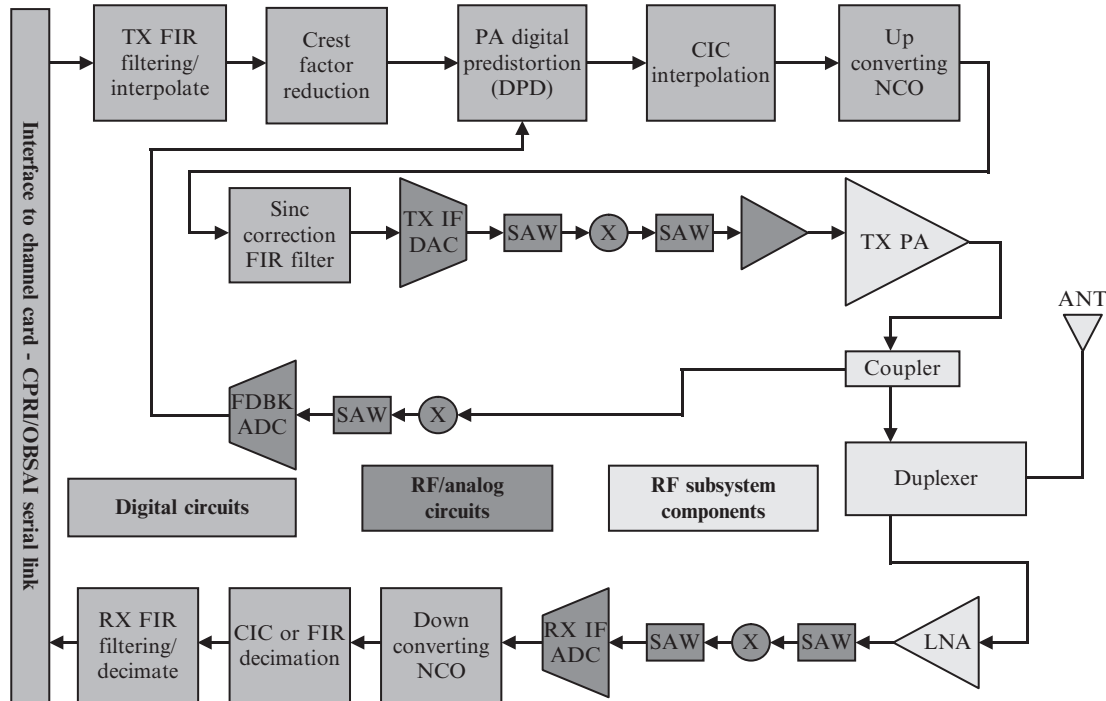 Interface to channel card - CPRI/OBSAI serial link
TX FIR
filtering/
interpolate
Crest
factor
reduction
PA digital
predistortion
(DPD)
CIC
interpolation
Up
converting
NCO
Sinc
correction
FIR filter
TX IF
DAC
SAW
X
SAW
TX PA
ANT
Coupler
FDBK
ADC
SAW
X
Duplexer
Digital circuits
RF/analog
circuits
RF subsystem
components
RX FIR
filtering/
decimate
CIC or FIR
decimation
Down
converting
NCO
RX IF
ADC
SAW
X
SAW
LNA